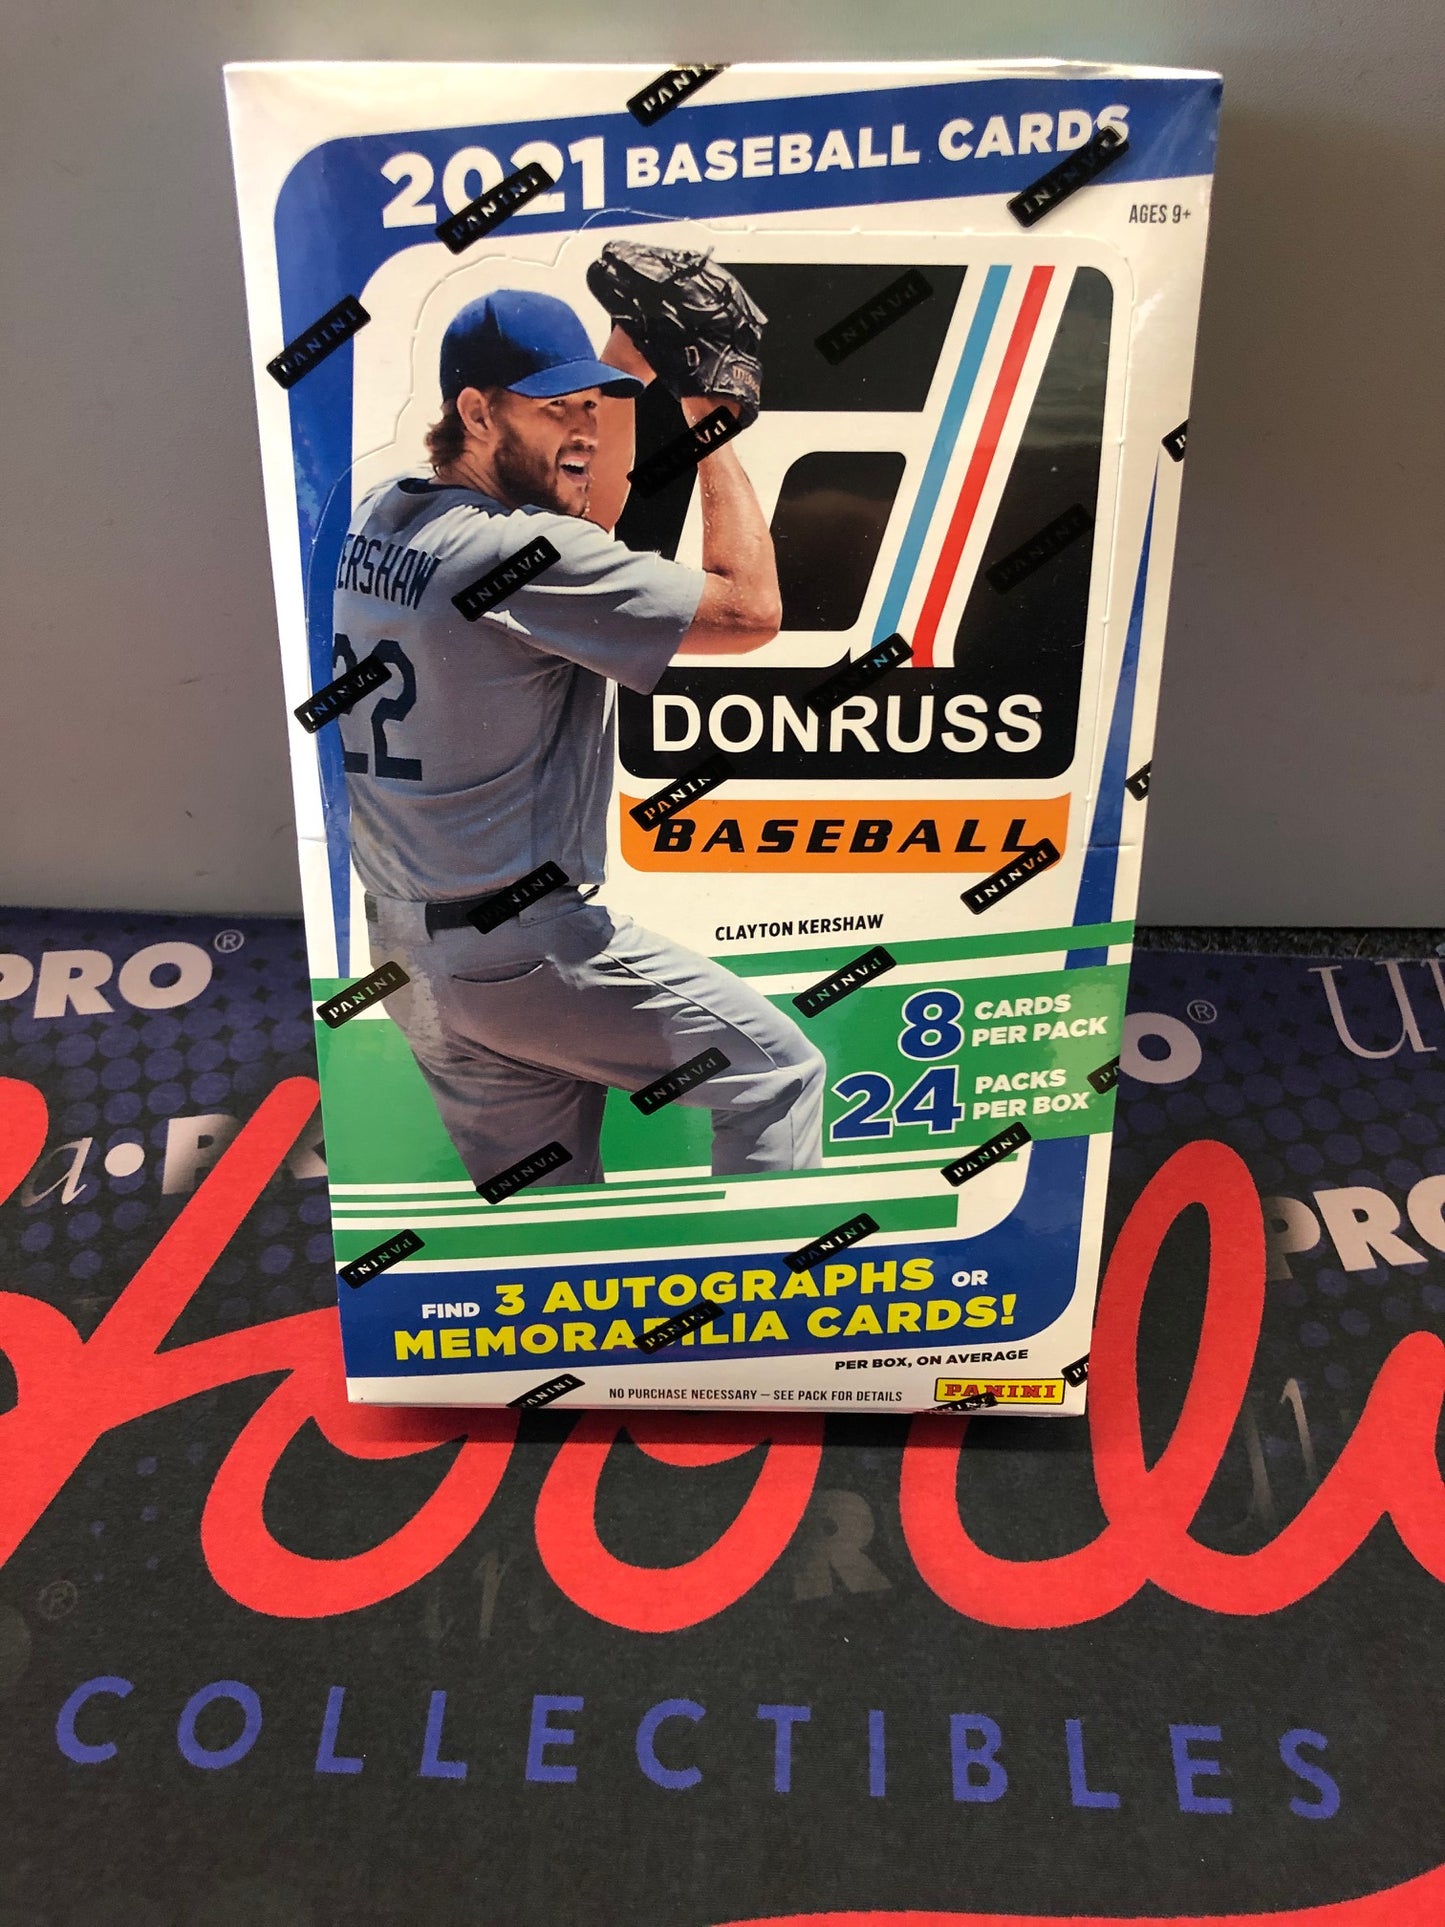 2021 BASEBALL CARDS
AGES 9+
ERSHAW
22
DONRUSS
BASEBALL
CLAYTON KERSHAW
8 CARDS PER PACK
24 PACKS PER BOX
FIND 3 AUTOGRAPHS OR
MEMORABILIA CARDS!
PER BOX, ON AVERAGE
NO PURCHASE NECESSARY – SEE PACK FOR DETAILS
PANINI
PRO®
PRO®
PRO
COLLECTIBLES